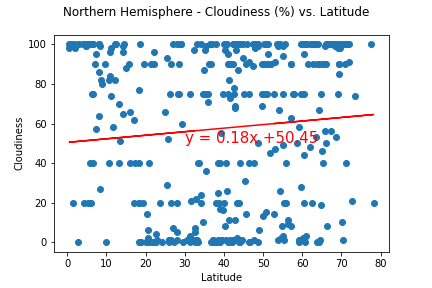 Northern Hemisphere - Cloudiness (%) vs. Latitude
100
80
60
40
20
0
Cloudiness
y = 0.18x +50.45
0 10 20 30 40 50 60 70 80
Latitude